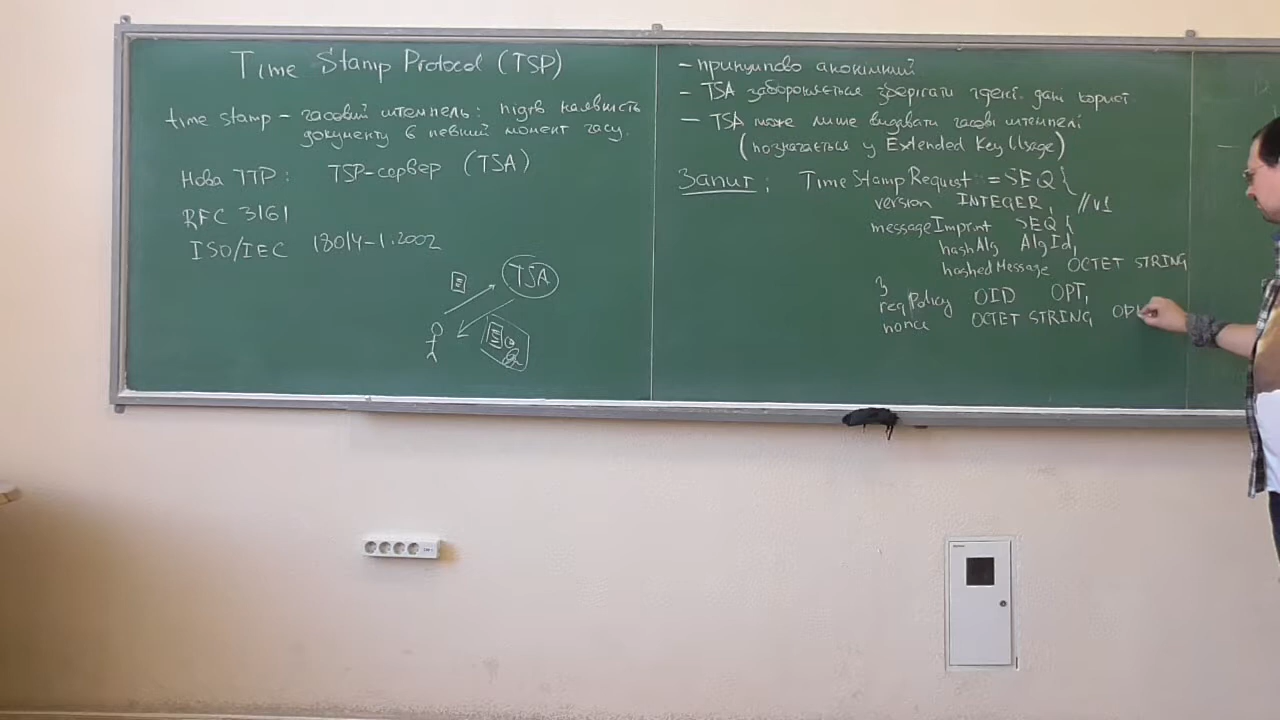 Time Stamp Protocol (TSP)
time stamp – часовий штемпель: підтв наявність
документу в певний момент часу.
Нова TTP: TSP-сервер (TSA)
RFC 3161
ISO/IEC 18014-1:2002
TSA
- принципово анонімний
- TSA забороняється зберігати ідент. дані корист.
- TSA може лише видавати часові штемпелі
(позначається у Extended Key Usage)
Запит: TimeStampRequest ::= SEQ {
version INTEGER, //v1
messageImprint SEQ {
hashAlg AlgId,
hashedMessage OCTET STRING
}
reqPolicy OID OPT,
nonce OCTET STRING OPT